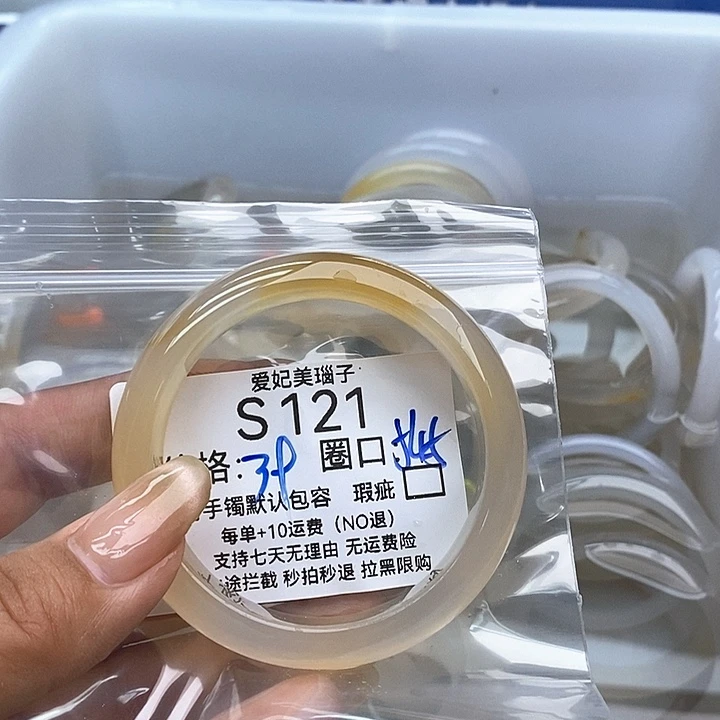 爱妃美瑙子
S121
格: 圈口
手镯默认包容 瑕疵
每单+10运费（NO退）
支持七天无理由 无运费险
途拦截 秒拍秒退 拉黑限购